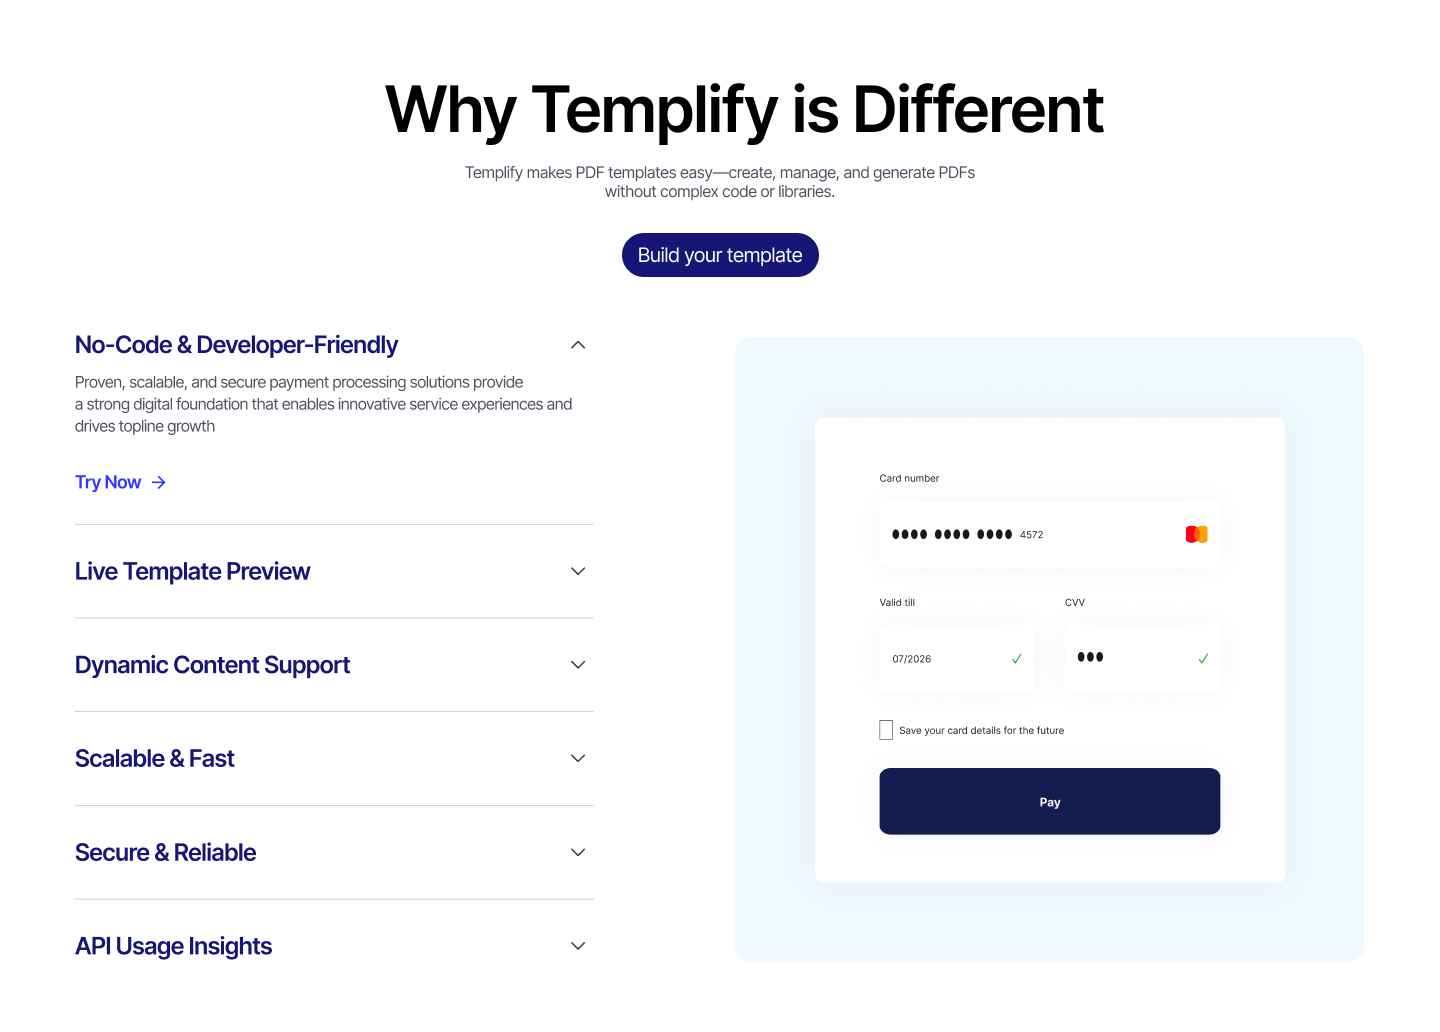 Why Templify is Different
Templify makes PDF templates easy—create, manage, and generate PDFs
without complex code or libraries.
Build your template
No-Code & Developer-Friendly
Proven, scalable, and secure payment processing solutions provide
a strong digital foundation that enables innovative service experiences and
drives topline growth
Try Now
Live Template Preview
Dynamic Content Support
Scalable & Fast
Secure & Reliable
API Usage Insights
Card number
●●●● ●●●● ●●●● 4572
Valid till
CVV
07/2026
●●●
Save your card details for the future
Pay